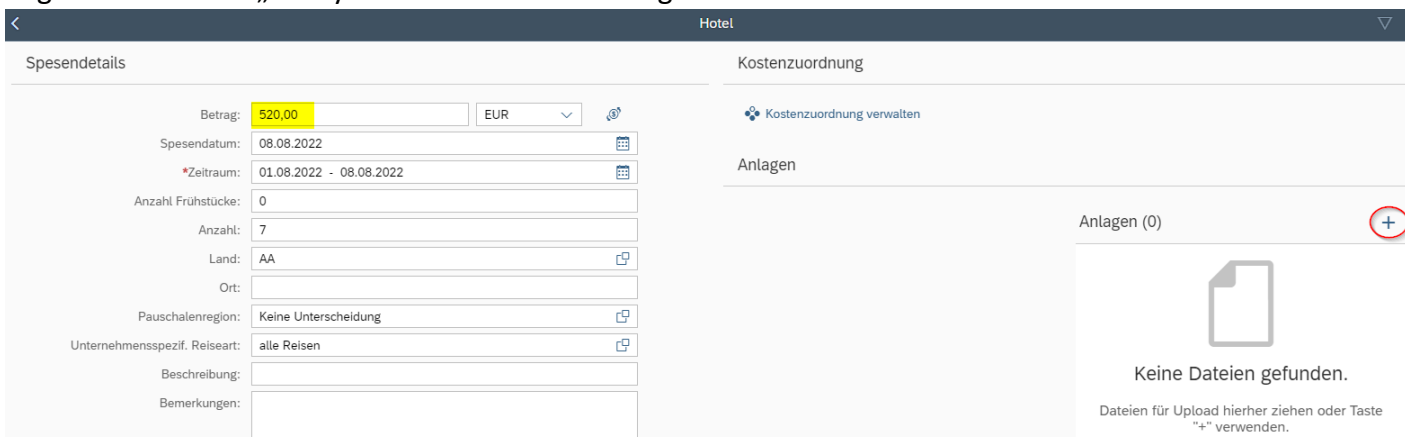 Hotel
Spesendetails
Betrag: 520,00 EUR
Spesendatum: 08.08.2022
*Zeitraum: 01.08.2022 - 08.08.2022
Anzahl Frühstücke: 0
Anzahl: 7
Land: AA
Ort:
Pauschalenregion: Keine Unterscheidung
Unternehmensspezif. Reiseart: alle Reisen
Beschreibung:
Bemerkungen:
Kostenzuordnung
Kostenzuordnung verwalten
Anlagen
Anlagen (0) +
Keine Dateien gefunden.
Dateien für Upload hierher ziehen oder Taste
"+" verwenden.